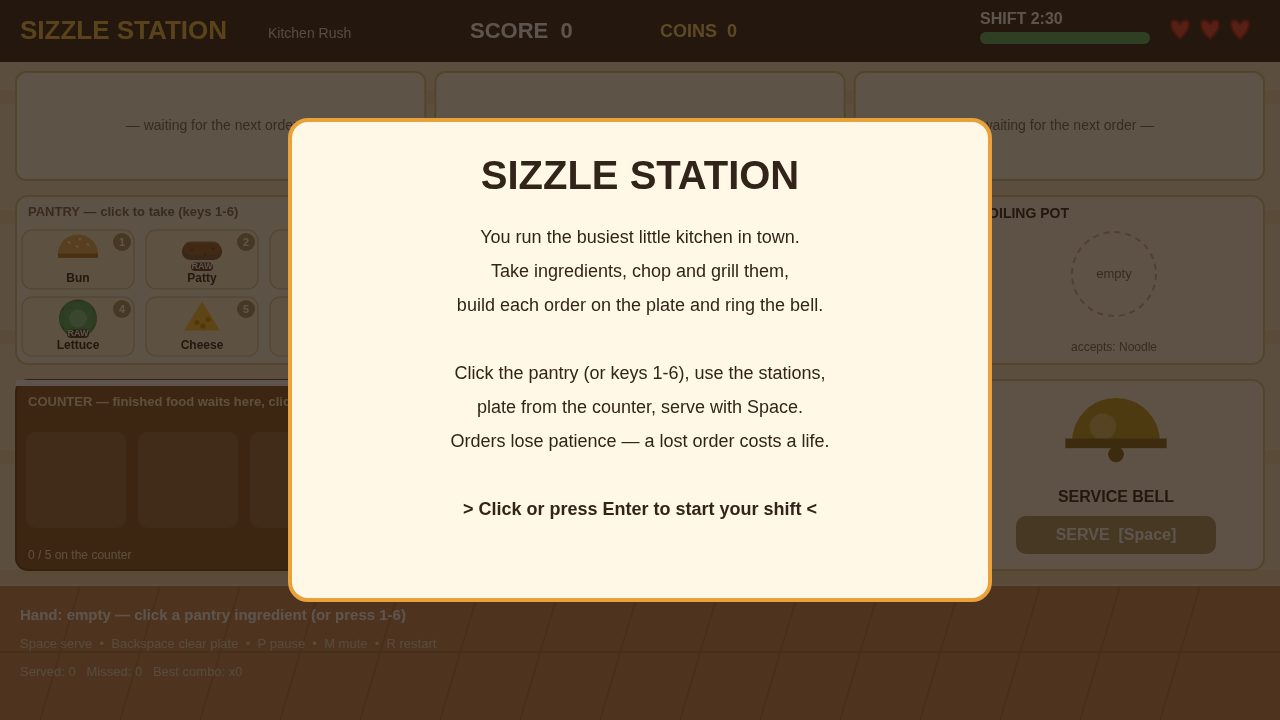 SIZZLE STATION
Kitchen Rush
SCORE 0
COINS 0
SHIFT 2:30
— waiting for the next orde
waiting for the next order —
PANTRY — click to take (keys 1-6)
1
Bun
2
RAW
Patty
4
RAW
Lettuce
5
Cheese
OILING POT
empty
accepts: Noodle
SIZZLE STATION
You run the busiest little kitchen in town.
Take ingredients, chop and grill them,
build each order on the plate and ring the bell.
Click the pantry (or keys 1-6), use the stations,
plate from the counter, serve with Space.
Orders lose patience — a lost order costs a life.
> Click or press Enter to start your shift <
COUNTER — finished food waits here, clic
0 / 5 on the counter
SERVICE BELL
SERVE [Space]
Hand: empty — click a pantry ingredient (or press 1-6)
Space serve • Backspace clear plate • P pause • M mute • R restart
Served: 0 Missed: 0 Best combo: x0